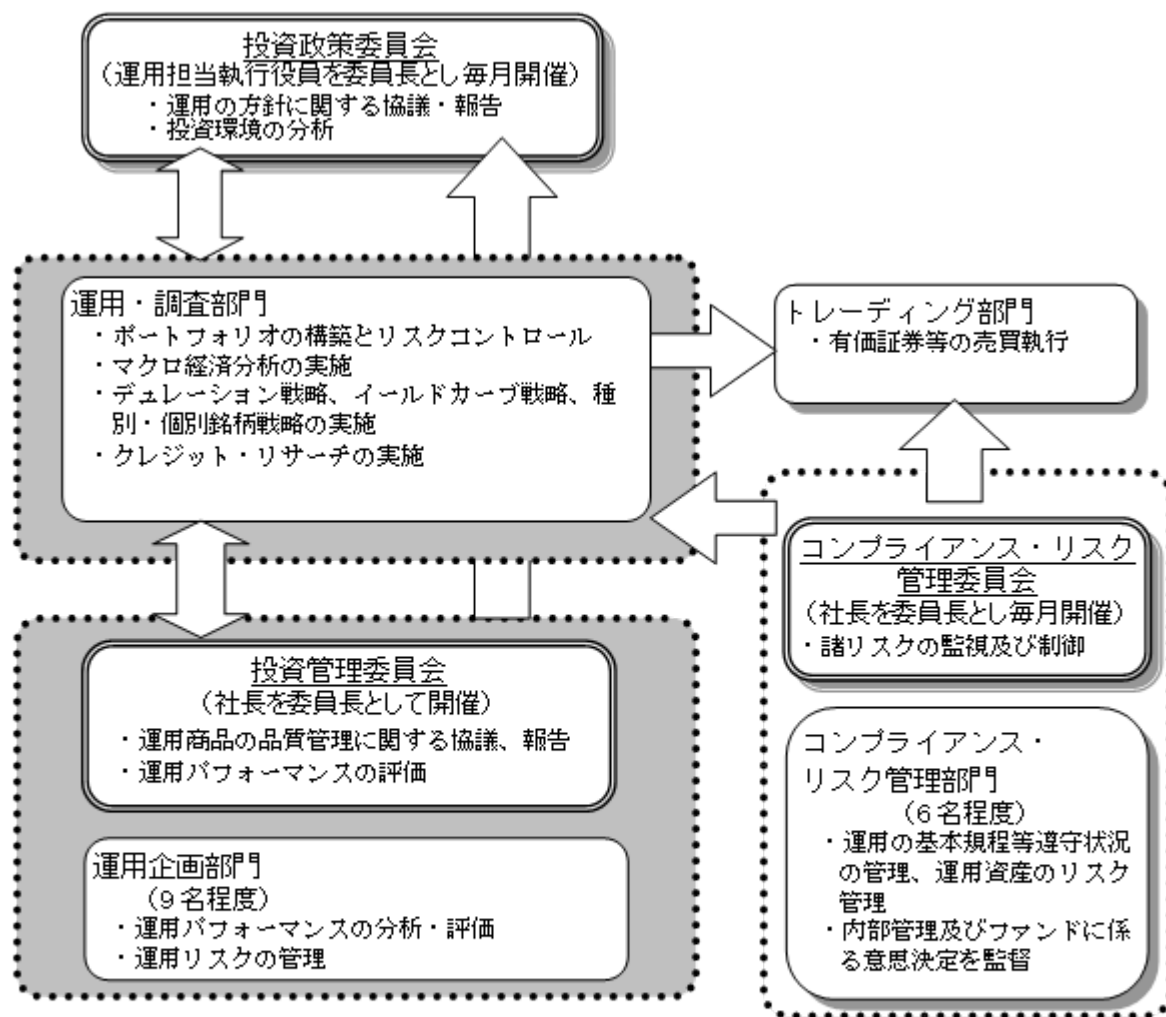 投資政策委員会
（運用担当執行役員を委員長とし毎月開催）
・運用の方針に関する協議・報告
・投資環境の分析
運用・調査部門
・ポートフォリオの構築とリスクコントロール
・マクロ経済分析の実施
・デュレーション戦略、イールドカーブ戦略、種
別・個別銘柄戦略の実施
・クレジット・リサーチの実施
トレーディング部門
・有価証券等の売買執行
コンプライアンス・リスク
管理委員会
（社長を委員長とし毎月開催）
・諸リスクの監視及び制御
投資管理委員会
（社長を委員長として開催）
・運用商品の品質管理に関する協議、報告
・運用パフォーマンスの評価
運用企画部門
（９名程度）
・運用パフォーマンスの分析・評価
・運用リスクの管理
コンプライアンス・
リスク管理部門
（６名程度）
・運用の基本規程等遵守状況
の管理、運用資産のリスク
管理
・内部管理及びファンドに係
る意思決定を監督